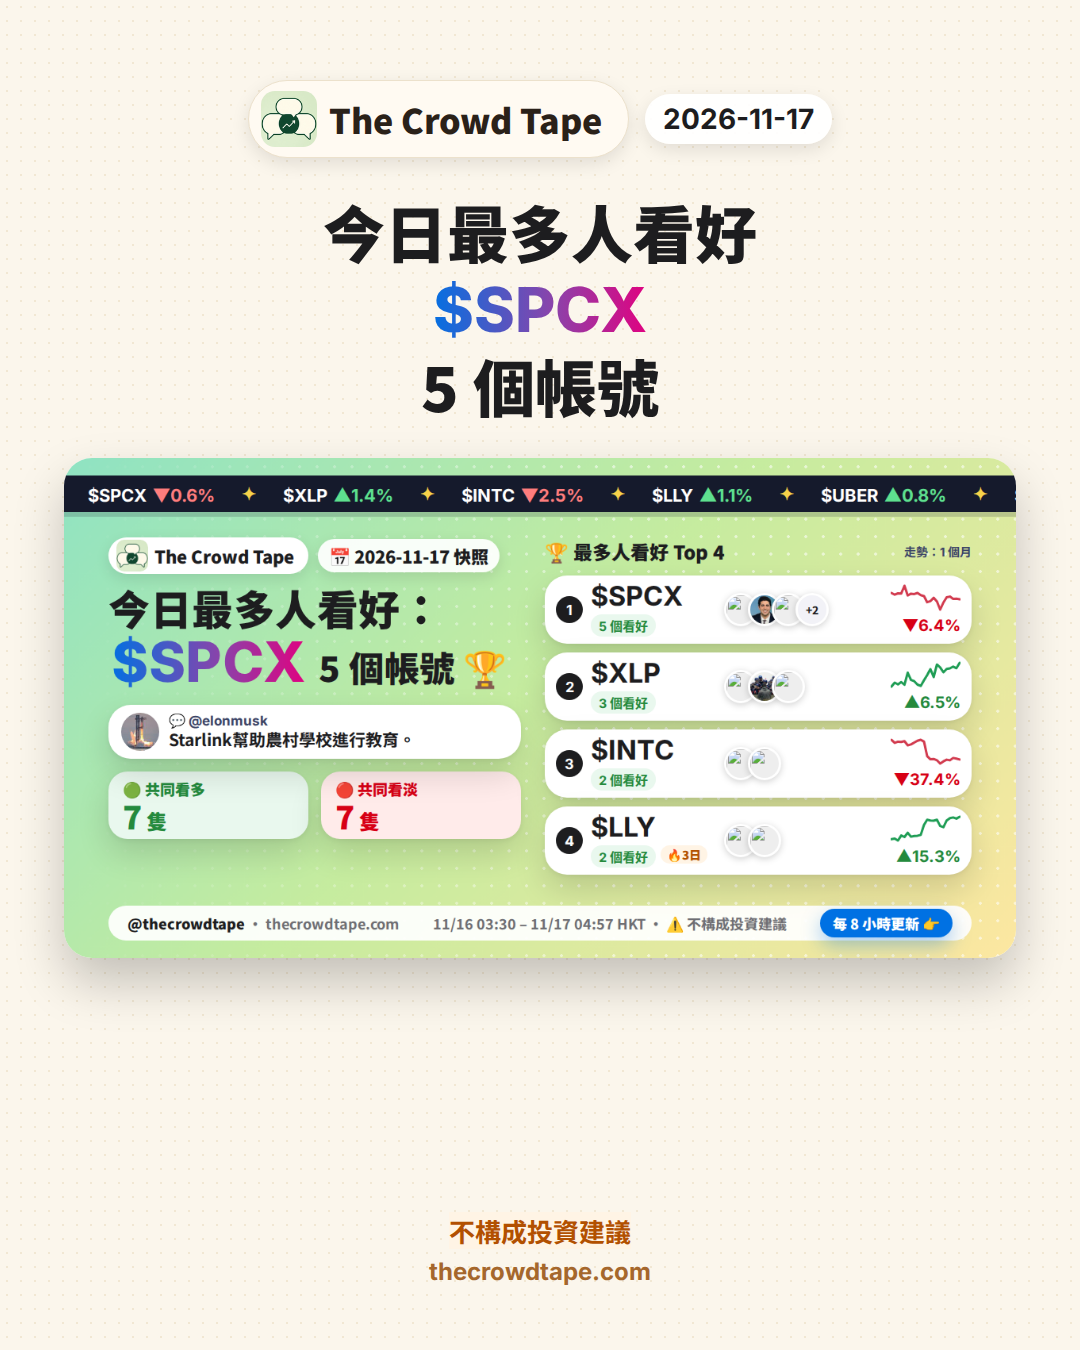 The Crowd Tape
2026-11-17
今日最多人看好
$SPCX
5 個帳號
$SPCX ▼0.6% ✦ $XLP ▲1.4% ✦ $INTC ▼2.5% ✦ $LLY ▲1.1% ✦ $UBER ▲0.8% ✦
The Crowd Tape
📅 2026-11-17 快照
今日最多人看好：
$SPCX 5 個帳號 🏆
💬 @elonmusk
Starlink幫助農村學校進行教育。
🟢 共同看多
7 隻
🔴 共同看淡
7 隻
🏆 最多人看好 Top 4
走勢：1個月
1 $SPCX
5 個看好
+2
▼6.4%
2 $XLP
3 個看好
▲6.5%
3 $INTC
2 個看好
▼37.4%
4 $LLY
2 個看好 🔥3日
▲15.3%
@thecrowdtape • thecrowdtape.com
11/16 03:30 – 11/17 04:57 HKT • ⚠️ 不構成投資建議
每 8 小時更新 👉
不構成投資建議
thecrowdtape.com